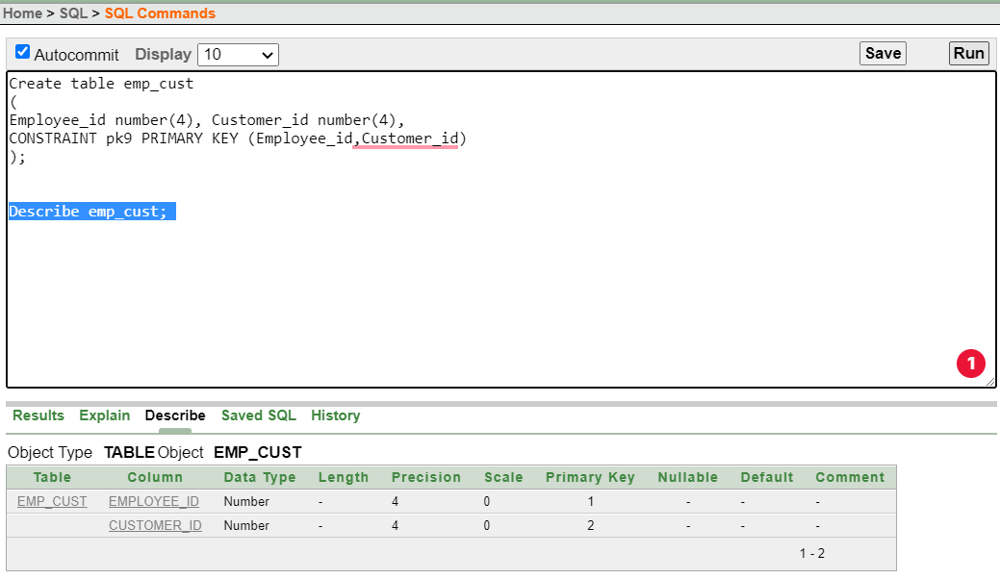 Home > SQL > SQL Commands
Autocommit Display 10 Save Run
Create table emp_cust
(
Employee_id number(4), Customer_id number(4),
CONSTRAINT pk9 PRIMARY KEY (Employee_id,Customer_id)
);
Describe emp_cust;
1
Results Explain Describe Saved SQL History
Object Type TABLE Object EMP_CUST
Table Column Data Type Length Precision Scale Primary Key Nullable Default Comment
EMP_CUST EMPLOYEE_ID Number - 4 0 1 - - -
CUSTOMER_ID Number - 4 0 2 - - -
1 - 2